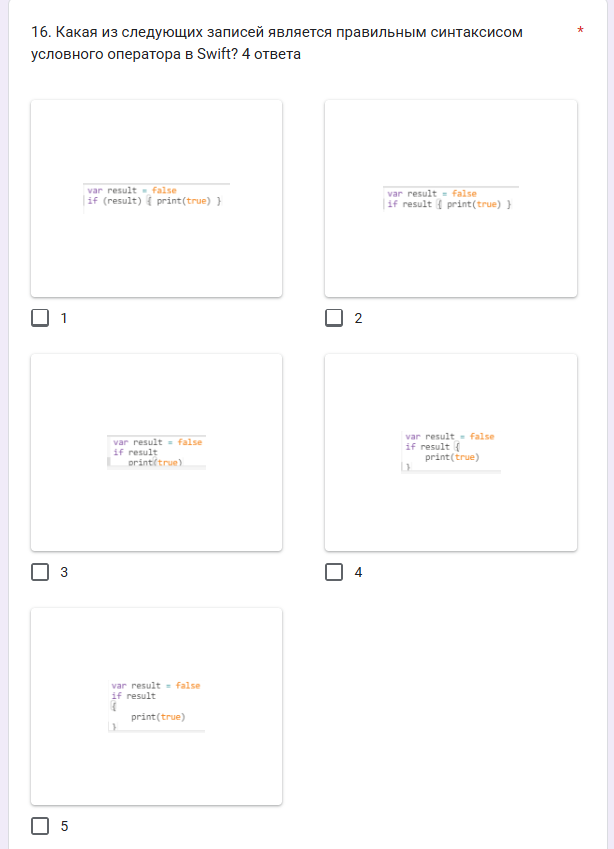 16. Какая из следующих записей является правильным синтаксисом *
условного оператора в Swift? 4 ответа
var result = false
if (result) { print(true) }
1
var result = false
if result { print(true) }
2
var result = false
if result
print(true)
3
var result = false
if result {
print(true)
}
4
var result = false
if result
{
print(true)
}
5